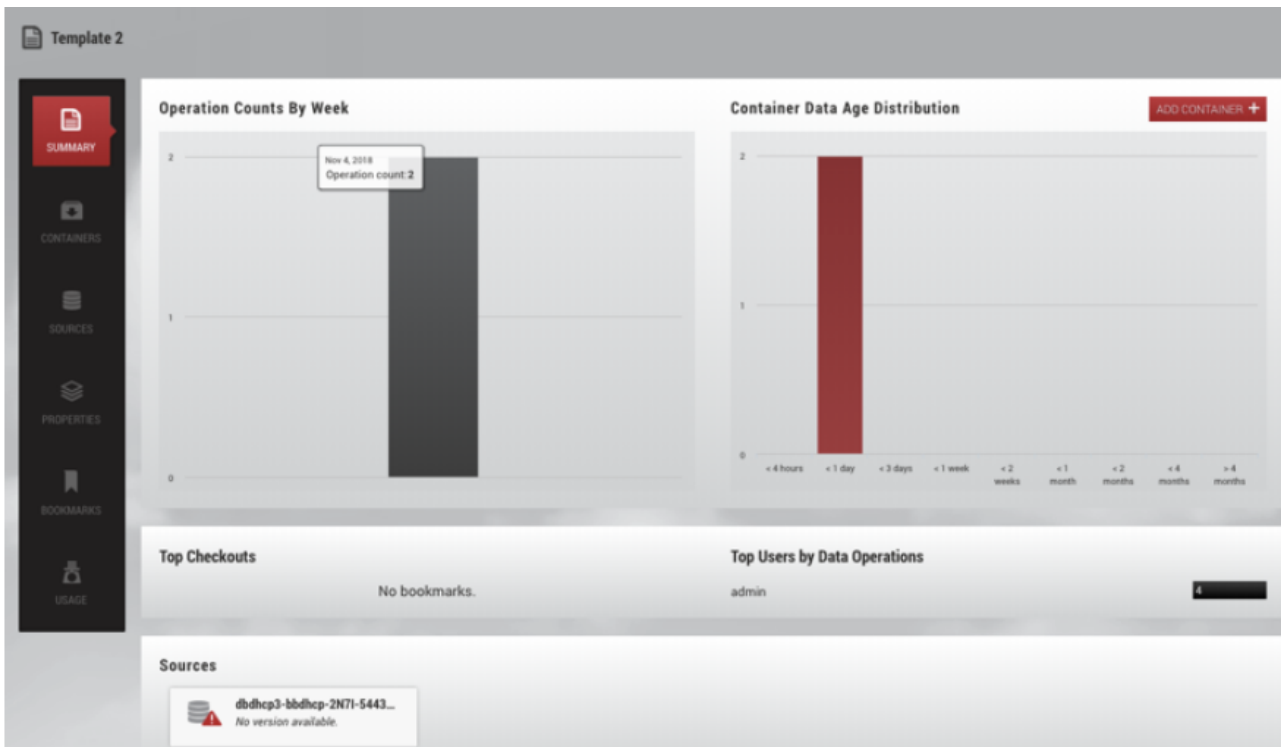 Template 2
SUMMARY
CONTAINERS
SOURCES
PROPERTIES
BOOKMARKS
USAGE
Operation Counts By Week
2
1
0
Nov 4, 2018
Operation count:2
Container Data Age Distribution
ADD CONTAINER +
2
1
0
< 4 hours
< 1 day
< 3 days
< 1 week
< 2
weeks
< 1
month
< 2
months
< 4
months
> 4
months
Top Checkouts
No bookmarks.
Top Users by Data Operations
admin
4
Sources
dbdhcp3-bbdhcp-2N7I-5443...
No version available.